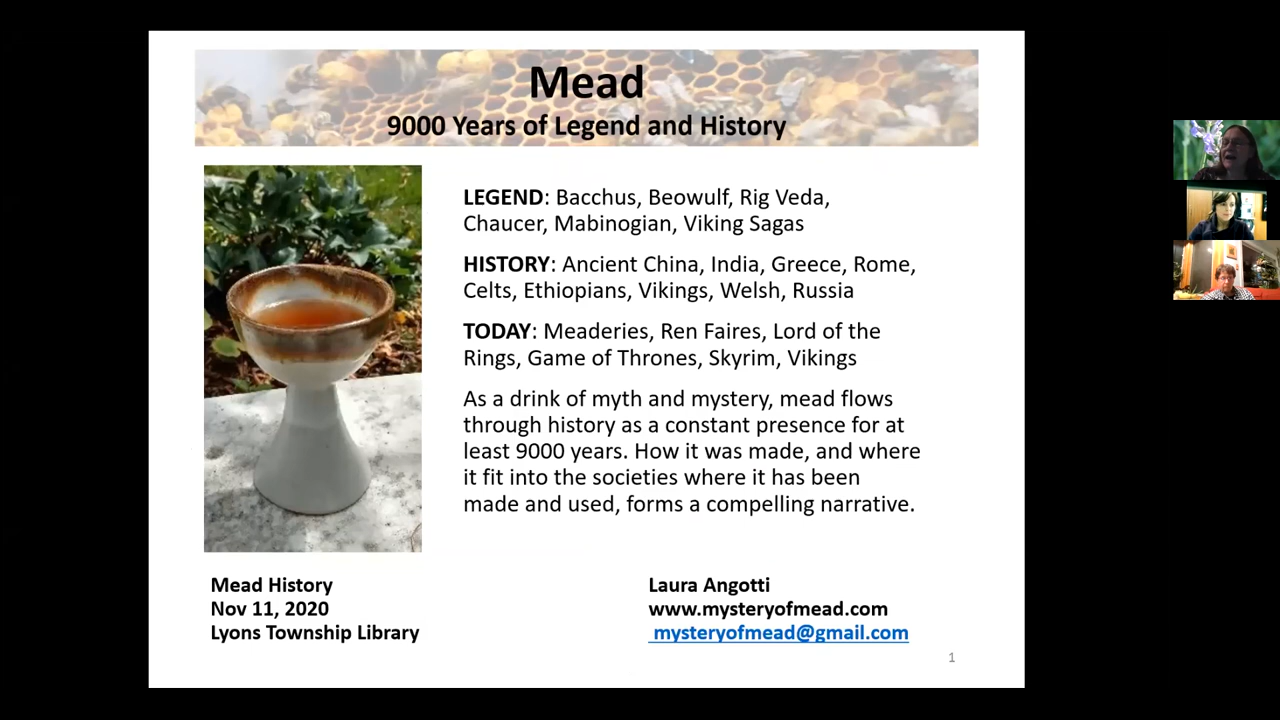 Mead
9000 Years of Legend and History
LEGEND: Bacchus, Beowulf, Rig Veda,
Chaucer, Mabinogian, Viking Sagas
HISTORY: Ancient China, India, Greece, Rome,
Celts, Ethiopians, Vikings, Welsh, Russia
TODAY: Meaderies, Ren Faires, Lord of the
Rings, Game of Thrones, Skyrim, Vikings
As a drink of myth and mystery, mead flows
through history as a constant presence for at
least 9000 years. How it was made, and where
it fit into the societies where it has been
made and used, forms a compelling narrative.
Mead History
Nov 11, 2020
Lyons Township Library
Laura Angotti
www.mysteryofmead.com
mysteryofmead@gmail.com
1